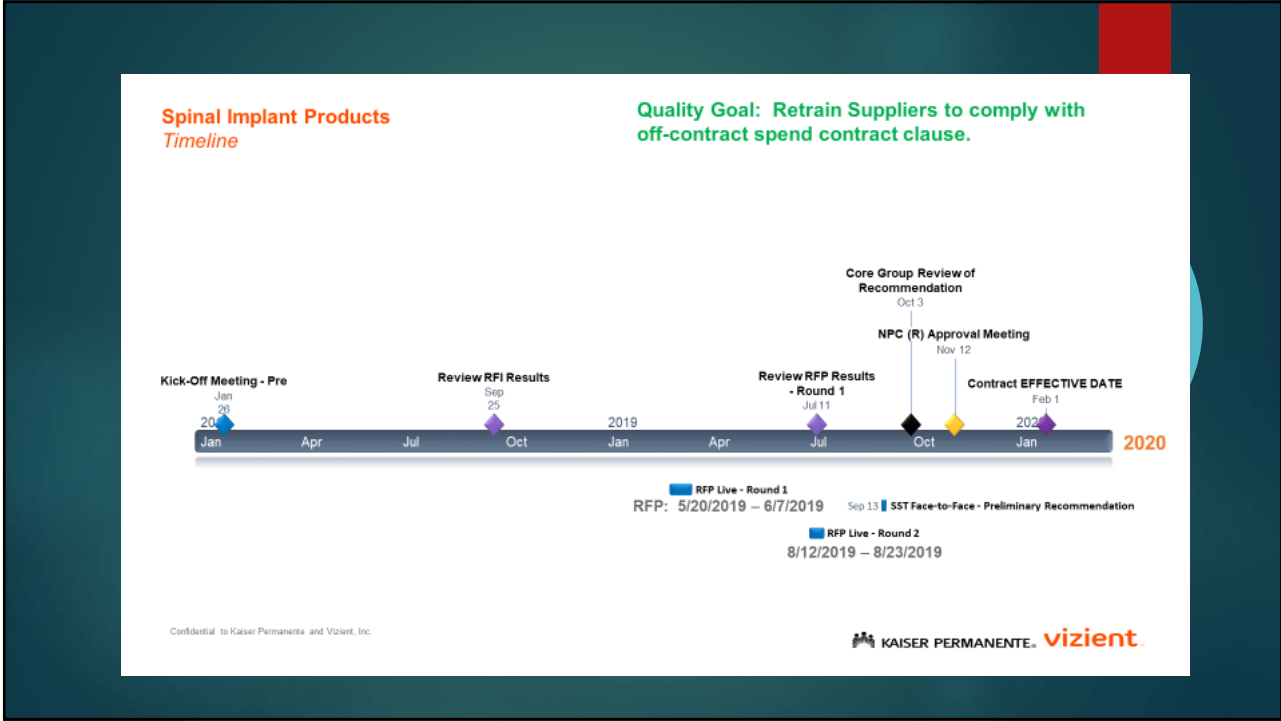 Spinal Implant Products
Timeline
Quality Goal: Retrain Suppliers to comply with
off-contract spend contract clause.
Core Group Review of
Recommendation
Oct 3
NPC (R) Approval Meeting
Nov 12
Kick-Off Meeting - Pre
Jan
26
Review RFI Results
Sep
25
Review RFP Results
- Round 1
Jul 11
Contract EFFECTIVE DATE
Feb 1
2019
Jan Apr Jul Oct Jan Apr Jul Oct Jan
2020
RFP Live - Round 1
RFP: 5/20/2019 – 6/7/2019
Sep 13 SST Face-to-Face - Preliminary Recommendation
RFP Live - Round 2
8/12/2019 – 8/23/2019
Confidential to Kaiser Permanente and Vizient, Inc.
KAISER PERMANENTE®
vizient™